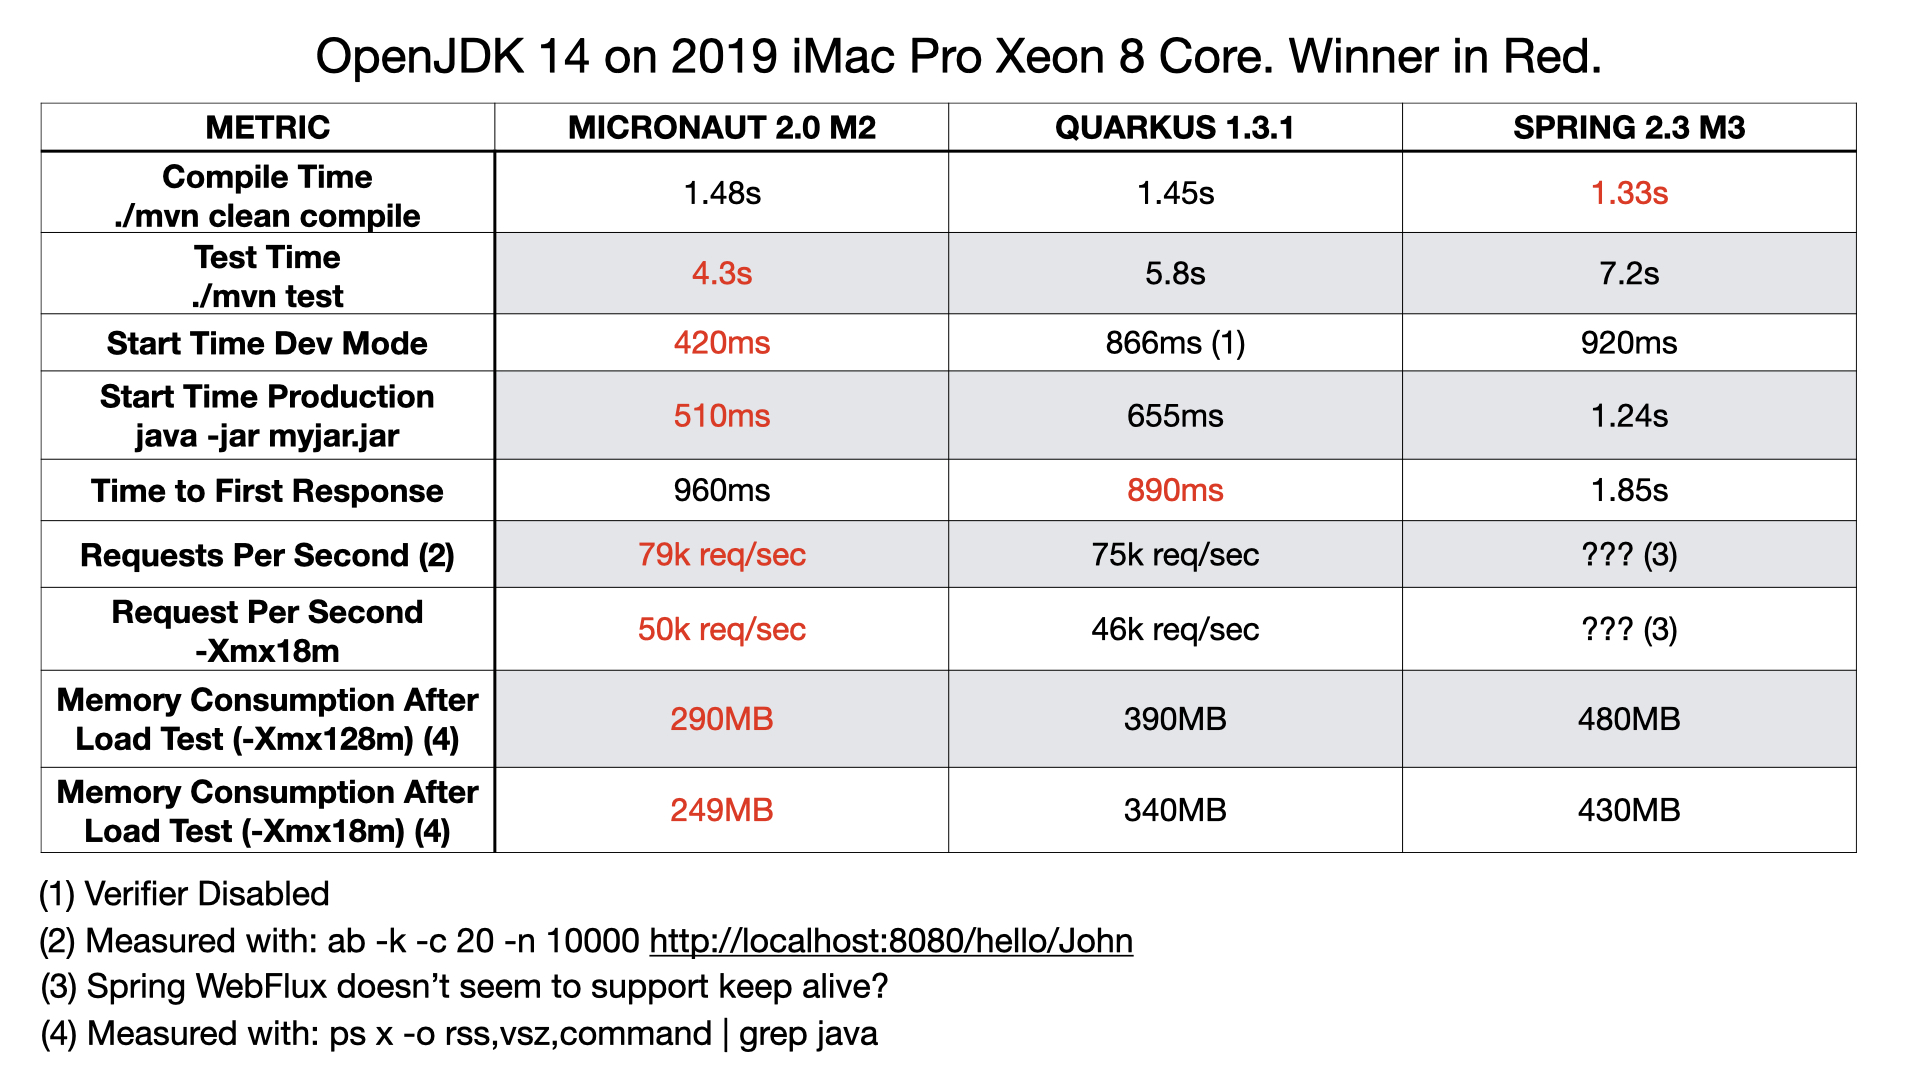 OpenJDK 14 on 2019 iMac Pro Xeon 8 Core. Winner in Red.
METRIC MICRONAUT 2.0 M2 QUARKUS 1.3.1 SPRING 2.3 M3
Compile Time
./mvn clean compile
1.48s 1.45s 1.33s
Test Time
./mvn test
4.3s 5.8s 7.2s
Start Time Dev Mode 420ms 866ms (1) 920ms
Start Time Production
java -jar myjar.jar
510ms 655ms 1.24s
Time to First Response 960ms 890ms 1.85s
Requests Per Second (2) 79k req/sec 75k req/sec ??? (3)
Request Per Second
-Xmx18m
50k req/sec 46k req/sec ??? (3)
Memory Consumption After
Load Test (-Xmx128m) (4)
290MB 390MB 480MB
Memory Consumption After
Load Test (-Xmx18m) (4)
249MB 340MB 430MB
(1) Verifier Disabled
(2) Measured with: ab -k -c 20 -n 10000 http://localhost:8080/hello/John
(3) Spring WebFlux doesn’t seem to support keep alive?
(4) Measured with: ps x -o rss,vsz,command | grep java